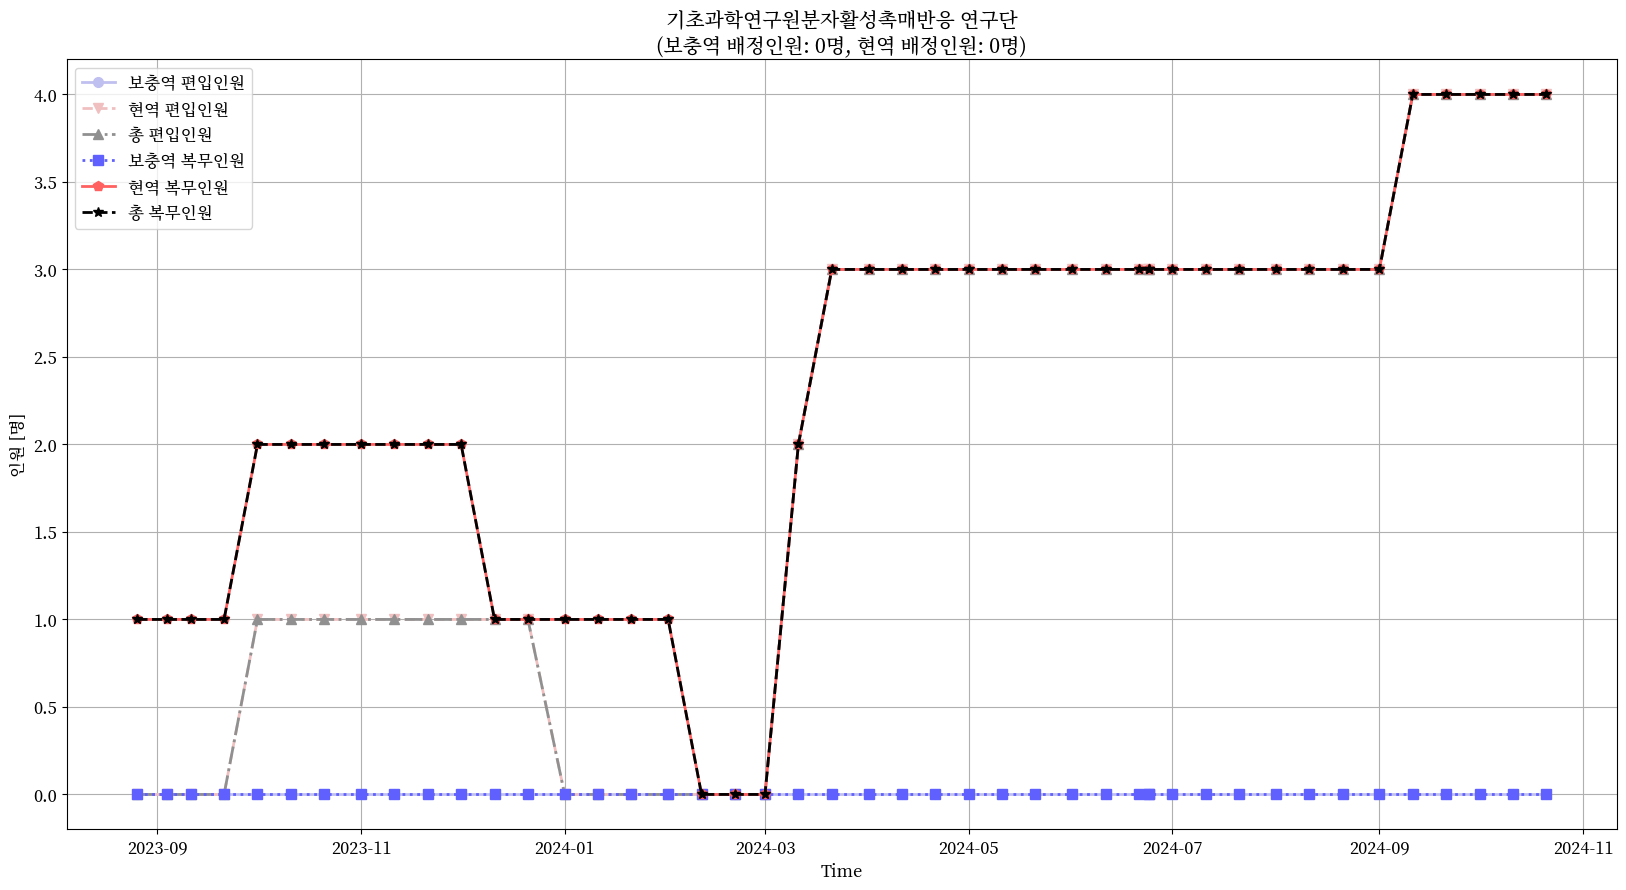 기초과학연구원분자활성촉매반응 연구단
(보충역 배정인원: 0명, 현역 배정인원: 0명)
보충역 편입인원
현역 편입인원
총 편입인원
보충역 복무인원
현역 복무인원
총 복무인원
4.0
3.5
3.0
2.5
2.0
1.5
1.0
0.5
0.0
인원 [명]
2023-09
2023-11
2024-01
2024-03
2024-05
2024-07
2024-09
2024-11
Time